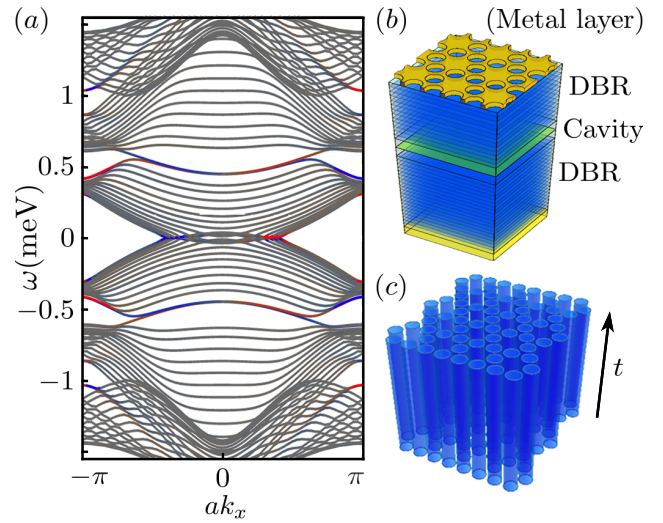 (a)
1
0.5
0
−0.5
−1
ω(meV)
−π
0
π
ak_x
(b)
(Metal layer)
DBR
Cavity
DBR
(c)
t